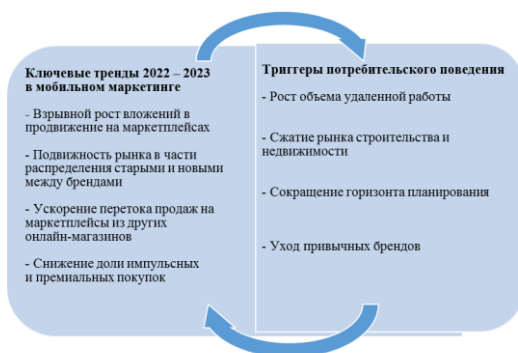 Ключевые тренды 2022 – 2023
в мобильном маркетинге
- Взрывной рост вложений в
продвижение на маркетплейсах
- Подвижность рынка в части
распределения старыми и новыми
между брендами
- Ускорение перетока продаж на
маркетплейсы из других
онлайн-магазинов
- Снижение доли импульсных
и премиальных покупок
Триггеры потребительского поведения
- Рост объема удаленной работы
- Сжатие рынка строительства и
недвижимости
- Сокращение горизонта планирования
- Уход привычных брендов